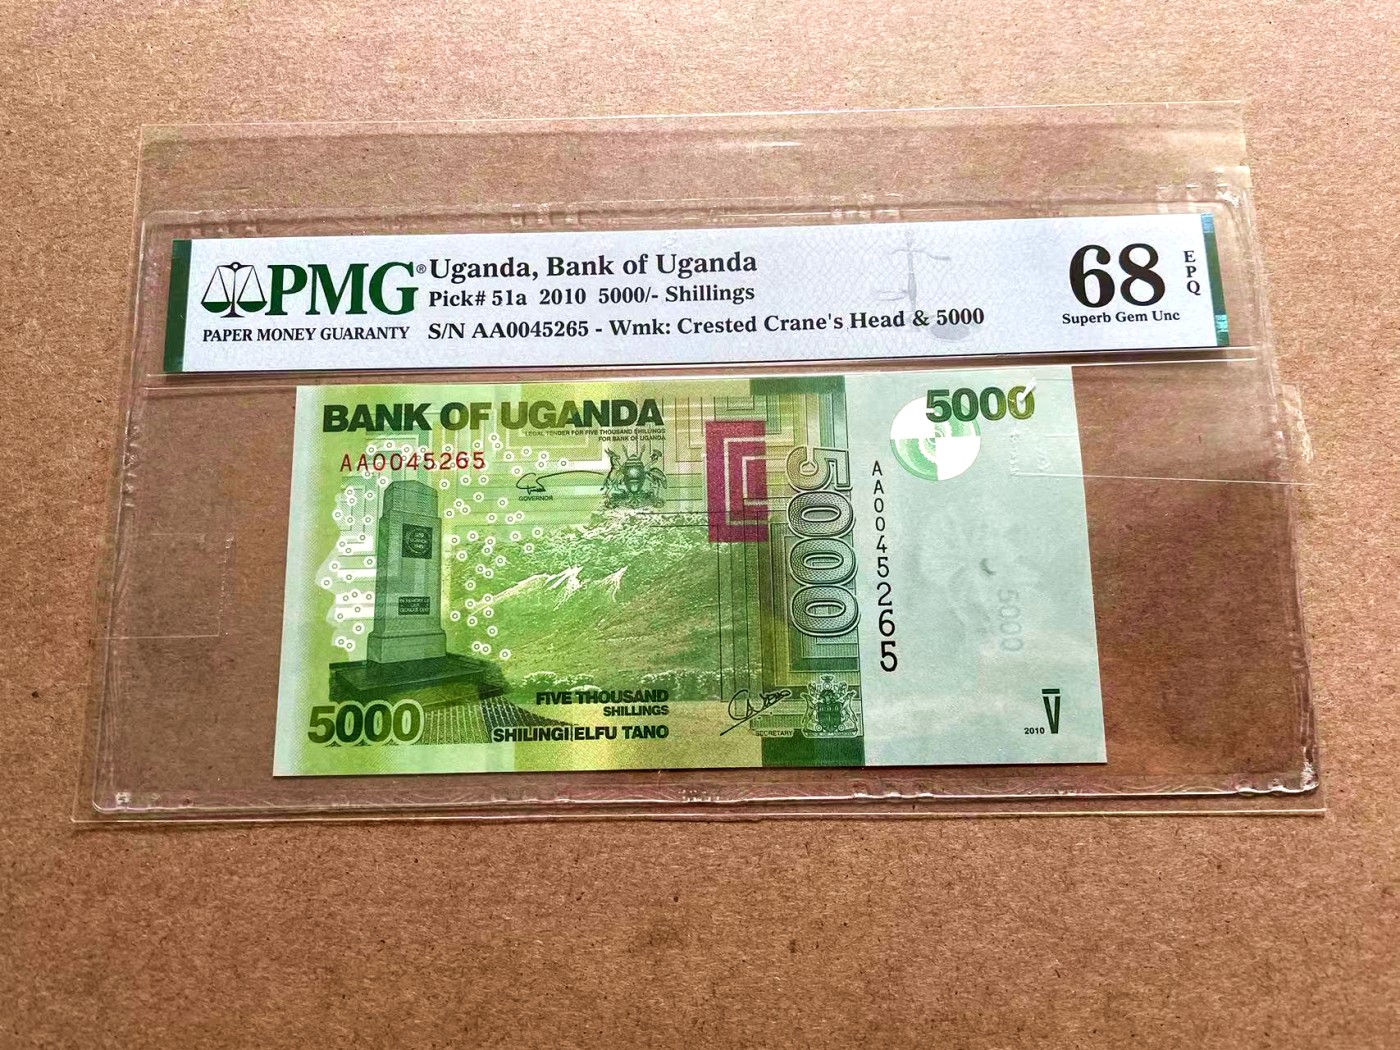 PMG®
PAPER MONEY GUARANTY
Uganda, Bank of Uganda
Pick# 51a 2010 5000/- Shillings
S/N AA0045265 - Wmk: Crested Crane's Head & 5000
68
EPQ
Superb Gem Unc
BANK OF UGANDA
LEGAL TENDER FOR FIVE THOUSAND SHILLINGS
FOR BANK OF UGANDA
AA0045265
GOVERNOR
5000
5000
AA0045265
5000
5000
FIVE THOUSAND
SHILLINGS
SHILINGI ELFU TANO
SECRETARY
2010
V